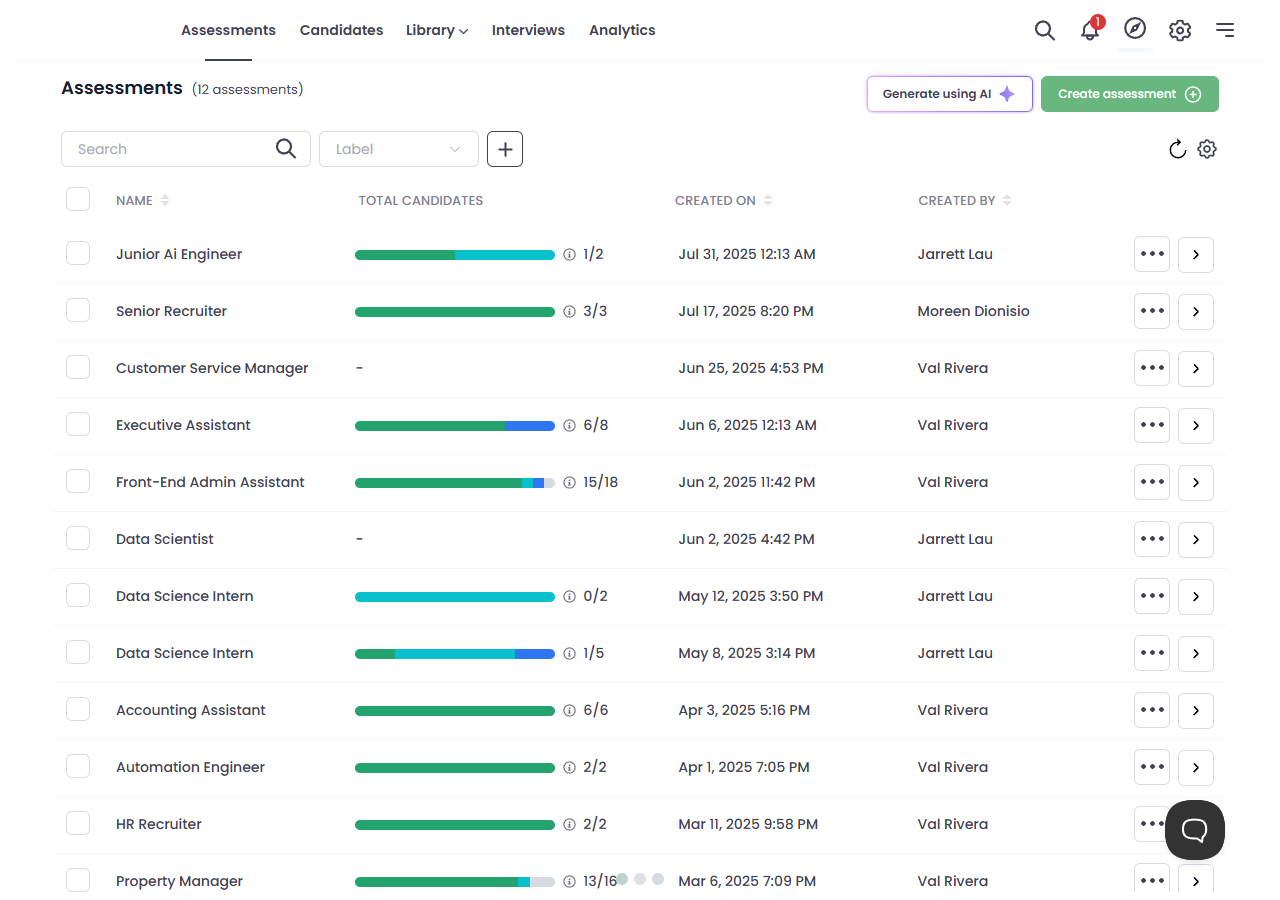 Assessments Candidates Library Interviews Analytics 1
Assessments (12 assessments) Generate using AI Create assessment
Search Label
NAME TOTAL CANDIDATES CREATED ON CREATED BY
Junior Ai Engineer 1/2 Jul 31, 2025 12:13 AM Jarrett Lau
Senior Recruiter 3/3 Jul 17, 2025 8:20 PM Moreen Dionisio
Customer Service Manager - Jun 25, 2025 4:53 PM Val Rivera
Executive Assistant 6/8 Jun 6, 2025 12:13 AM Val Rivera
Front-End Admin Assistant 15/18 Jun 2, 2025 11:42 PM Val Rivera
Data Scientist - Jun 2, 2025 4:42 PM Jarrett Lau
Data Science Intern 0/2 May 12, 2025 3:50 PM Jarrett Lau
Data Science Intern 1/5 May 8, 2025 3:14 PM Jarrett Lau
Accounting Assistant 6/6 Apr 3, 2025 5:16 PM Val Rivera
Automation Engineer 2/2 Apr 1, 2025 7:05 PM Val Rivera
HR Recruiter 2/2 Mar 11, 2025 9:58 PM Val Rivera
Property Manager 13/16 Mar 6, 2025 7:09 PM Val Rivera